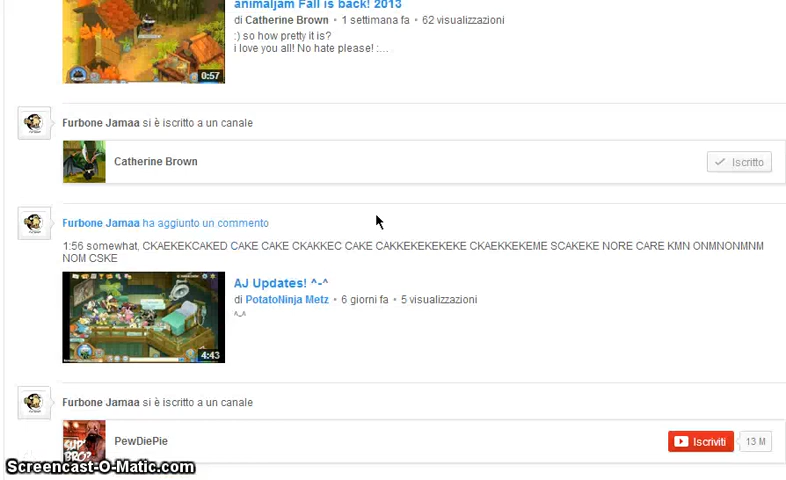 animaljam Fall is back! 2013
di Catherine Brown • 1 settimana fa • 62 visualizzazioni
:) so how pretty it is?
i love you all! No hate please! :...
0:57
Furbone Jamaa si è iscritto a un canale
Catherine Brown
Iscritto
Furbone Jamaa ha aggiunto un commento
1:56 somewhat, CKAEKEKCAKED CAKE CAKE CKAKKEC CAKE CAKKEKEKEKEKE CKAEKKEKEME SCAKEKE NORE CARE KMN ONMNONMNM
NOM CSKE
AJ Updates! ^-^
di PotatoNinja Metz • 6 giorni fa • 5 visualizzazioni
^_^
4:43
Furbone Jamaa si è iscritto a un canale
SUP
BRO?
PewDiePie
Iscriviti
13 M
Screencast-O-Matic.com